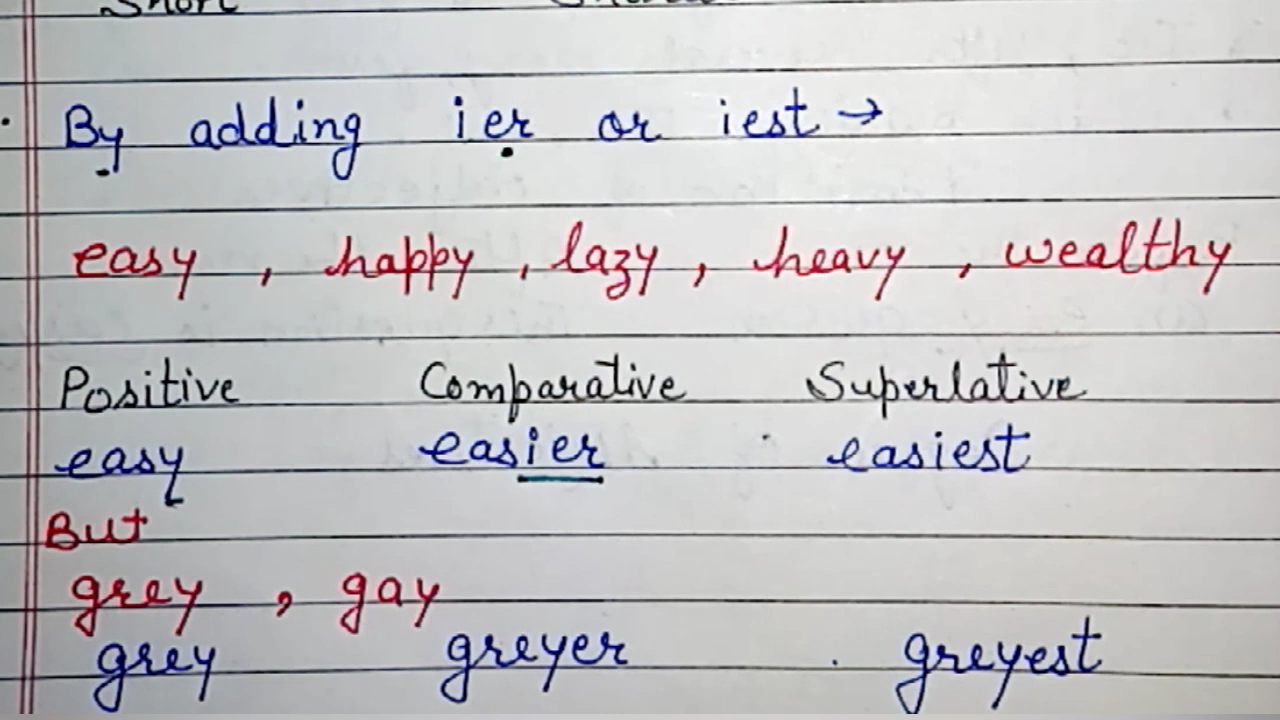 Short
By adding ier or iest →
easy , happy , lazy , heavy , wealthy
Positive Comparative Superlative
easy easier easiest
But
grey , gay
grey greyer greyest